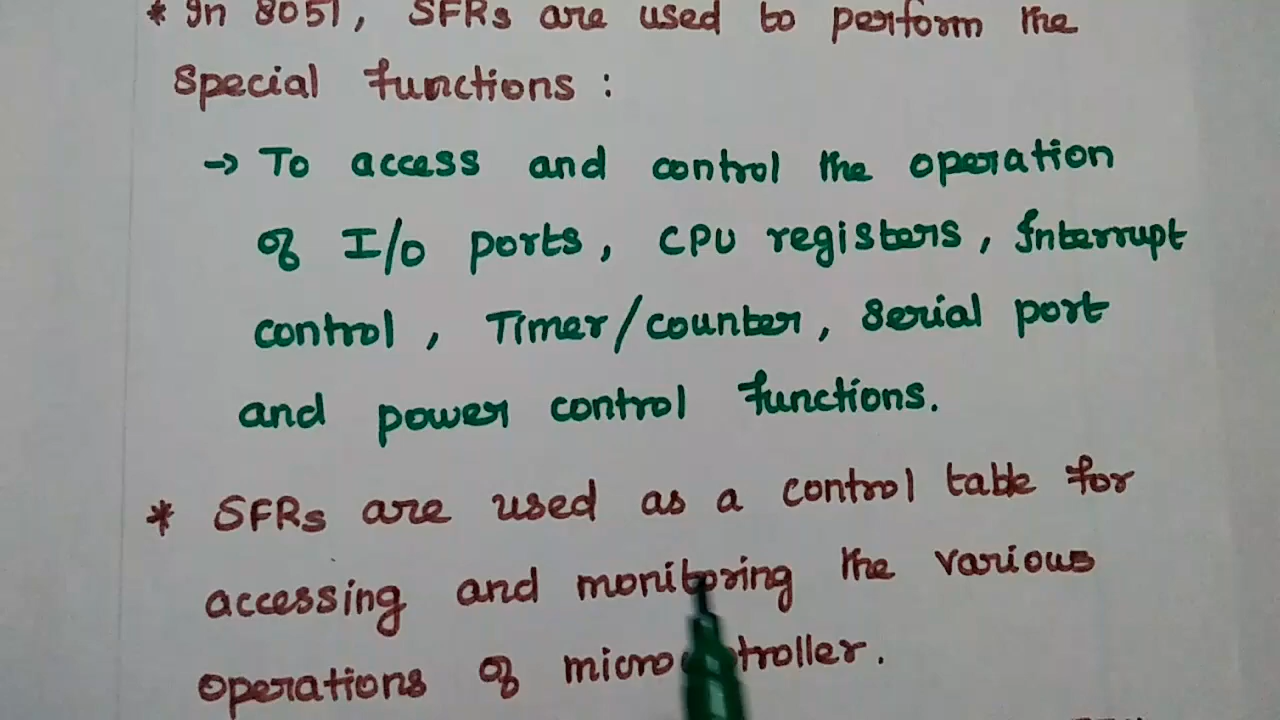 * In 8051, SFRs are used to perform the
Special functions :
→ To access and control the operation
of I/O ports, CPU registers, Interrupt
control, Timer/counter, Serial port
and power control functions.
* SFRs are used as a control table for
accessing and monitoring the various
operations of microcontroller.